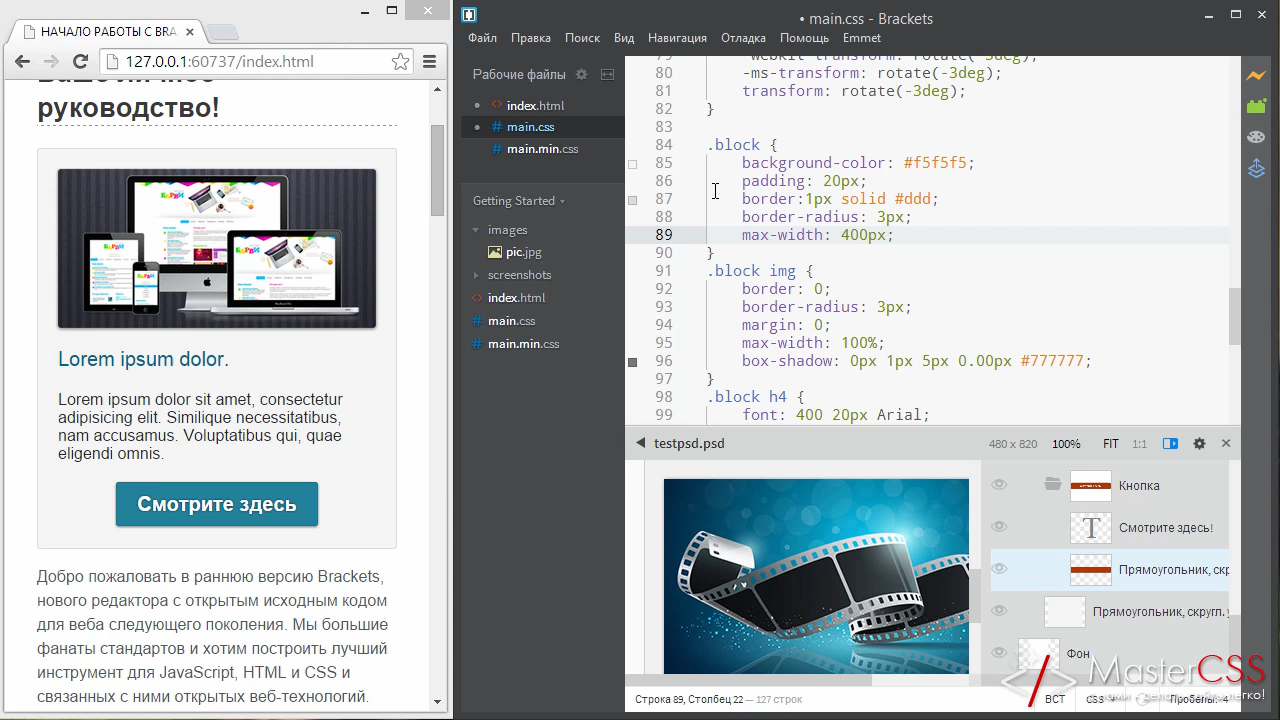 НАЧАЛО РАБОТЫ С BRA
127.0.0.1:60737/index.html
руководство!
Lorem ipsum dolor.
Lorem ipsum dolor sit amet, consectetur
adipisicing elit. Similique necessitatibus,
nam accusamus. Voluptatibus qui, quae
eligendi omnis.
Смотрите здесь
Добро пожаловать в раннюю версию Brackets,
нового редактора с открытым исходным кодом
для веба следующего поколения. Мы большие
фанаты стандартов и хотим построить лучший
инструмент для JavaScript, HTML и CSS и
связанных с ними открытых веб-технологий.
• main.css - Brackets
Файл Правка Поиск Вид Навигация Отладка Помощь Emmet
Рабочие файлы
index.html
main.css
main.min.css
Getting Started
images
pic.jpg
screenshots
index.html
main.css
main.min.css
80 -ms-transform: rotate(-3deg);
81 transform: rotate(-3deg);
82 }
83
84 .block {
85 background-color: #f5f5f5;
86 padding: 20px;
87 border:1px solid #ddd;
88 border-radius: 3px;
89 max-width: 400px;
90 }
91 .block img {
92 border: 0;
93 border-radius: 3px;
94 margin: 0;
95 max-width: 100%;
96 box-shadow: 0px 1px 5px 0.00px #777777;
97 }
98 .block h4 {
99 font: 400 20px Arial;
testpsd.psd
480 x 820 100% FIT 1:1
Кнопка
Смотрите здесь!
Прямоугольник, скр
Прямоугольник, скругл.
Фон
MasterCSS
Строка 89, Столбец 22 — 127 строк
ВСТ
CSS
Пробелы: 4